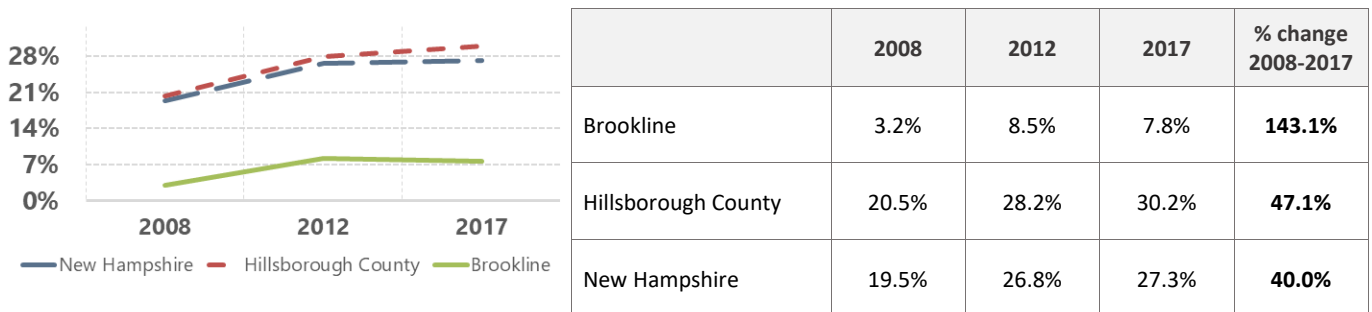 28%
21%
14%
7%
0%
2008 2012 2017
New Hampshire Hillsborough County Brookline
2008 2012 2017 % change
2008-2017
Brookline 3.2% 8.5% 7.8% 143.1%
Hillsborough County 20.5% 28.2% 30.2% 47.1%
New Hampshire 19.5% 26.8% 27.3% 40.0%